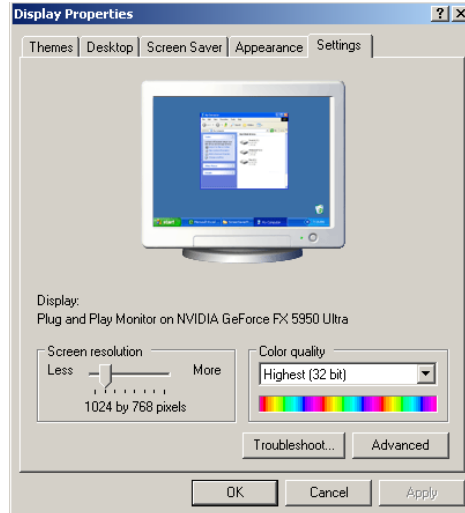 Display Properties
Themes Desktop Screen Saver Appearance Settings
start
Display:
Plug and Play Monitor on NVIDIA GeForce FX 5950 Ultra
Screen resolution
Less More
1024 by 768 pixels
Color quality
Highest (32 bit)
Troubleshoot... Advanced
OK Cancel Apply